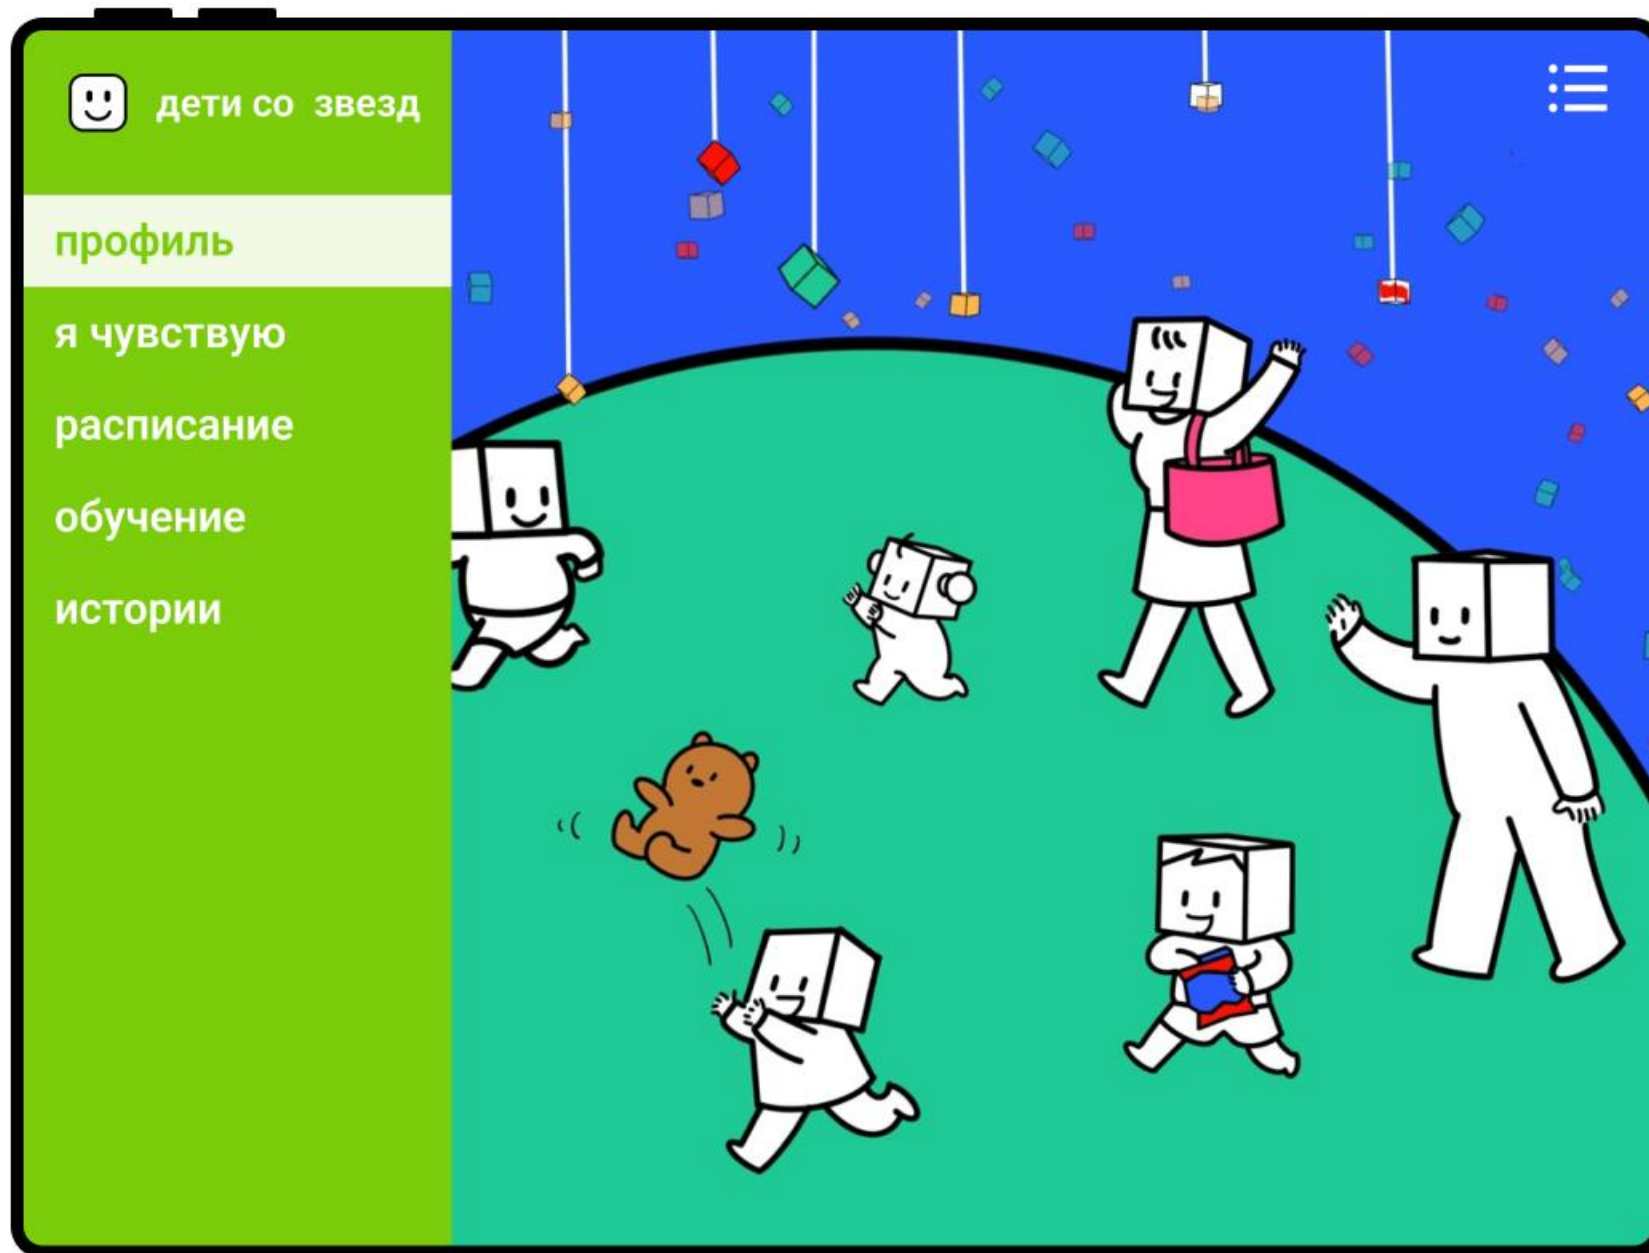 дети со звезд
профиль
я чувствую
расписание
обучение
истории